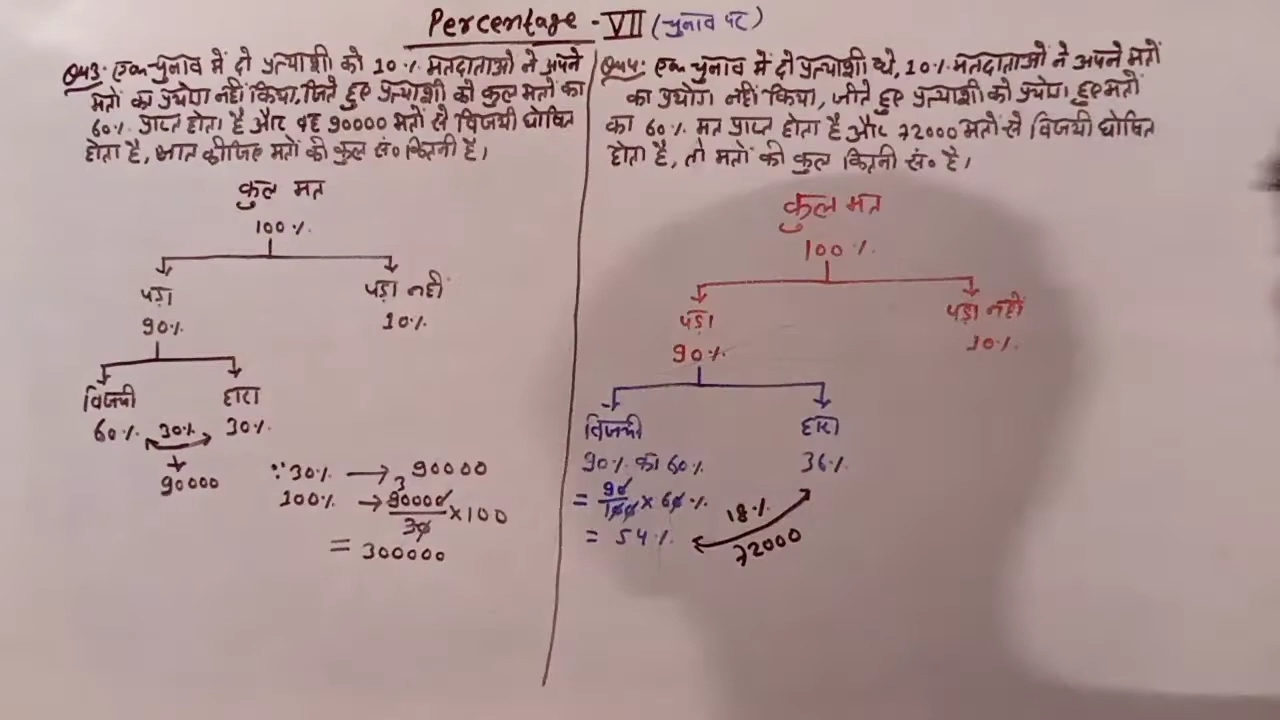 Percentage - VII (चुनाव पर)
Q43: एक चुनाव में दो प्रत्याशी को 10% मतदाताओ ने अपने
मतों का प्रयोग नहीं किया, जिते हुए प्रत्याशी को कुल मतों का
60% प्राप्त होता है और वह 90000 मतों से विजयी घोषित
होता है, ज्ञात कीजिए मतों की कुल सं० कितनी है।
कुल मत
100%
पड़ा
पड़ा नहीं
90%
10%
विजयी
हारा
60%
30%
30%
90000
∵ 30% → 90000
100% → 90000/30 × 100
3
= 300000
Q44: एक चुनाव में दो प्रत्याशी थे, 10% मतदाताओं ने अपने मतों
का प्रयोग नहीं किया, जीते हुए प्रत्याशी को प्रयोग हुए मतों
का 60% मत प्राप्त होता है और 72000 मतों से विजयी घोषित
होता है, तो मतों की कुल कितनी सं० है।
कुल मत
100%
पड़ा
पड़ा नहीं
90%
10%
विजयी
हारा
90% का 60%
36%
= 90/100 × 60%
18%
= 54%
72000